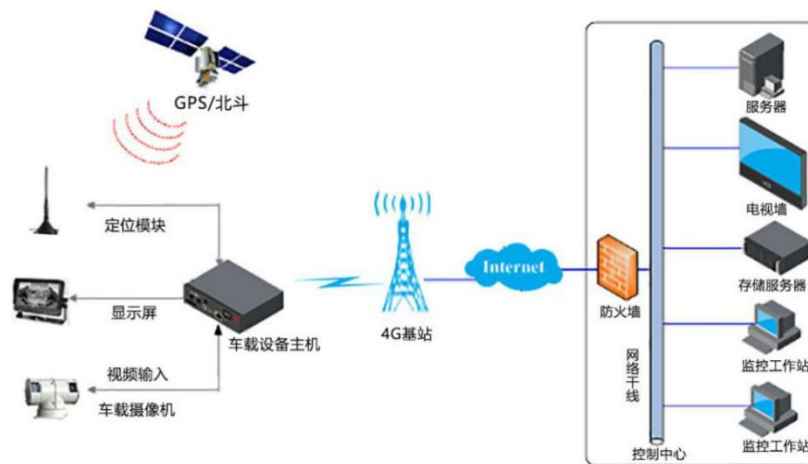 GPS/北斗
服务器
电视墙
定位模块
Internet
存储服务器
防火墙
显示屏
4G基站
车载设备主机
网络干线
监控工作站
视频输入
车载摄像机
控制中心
监控工作站